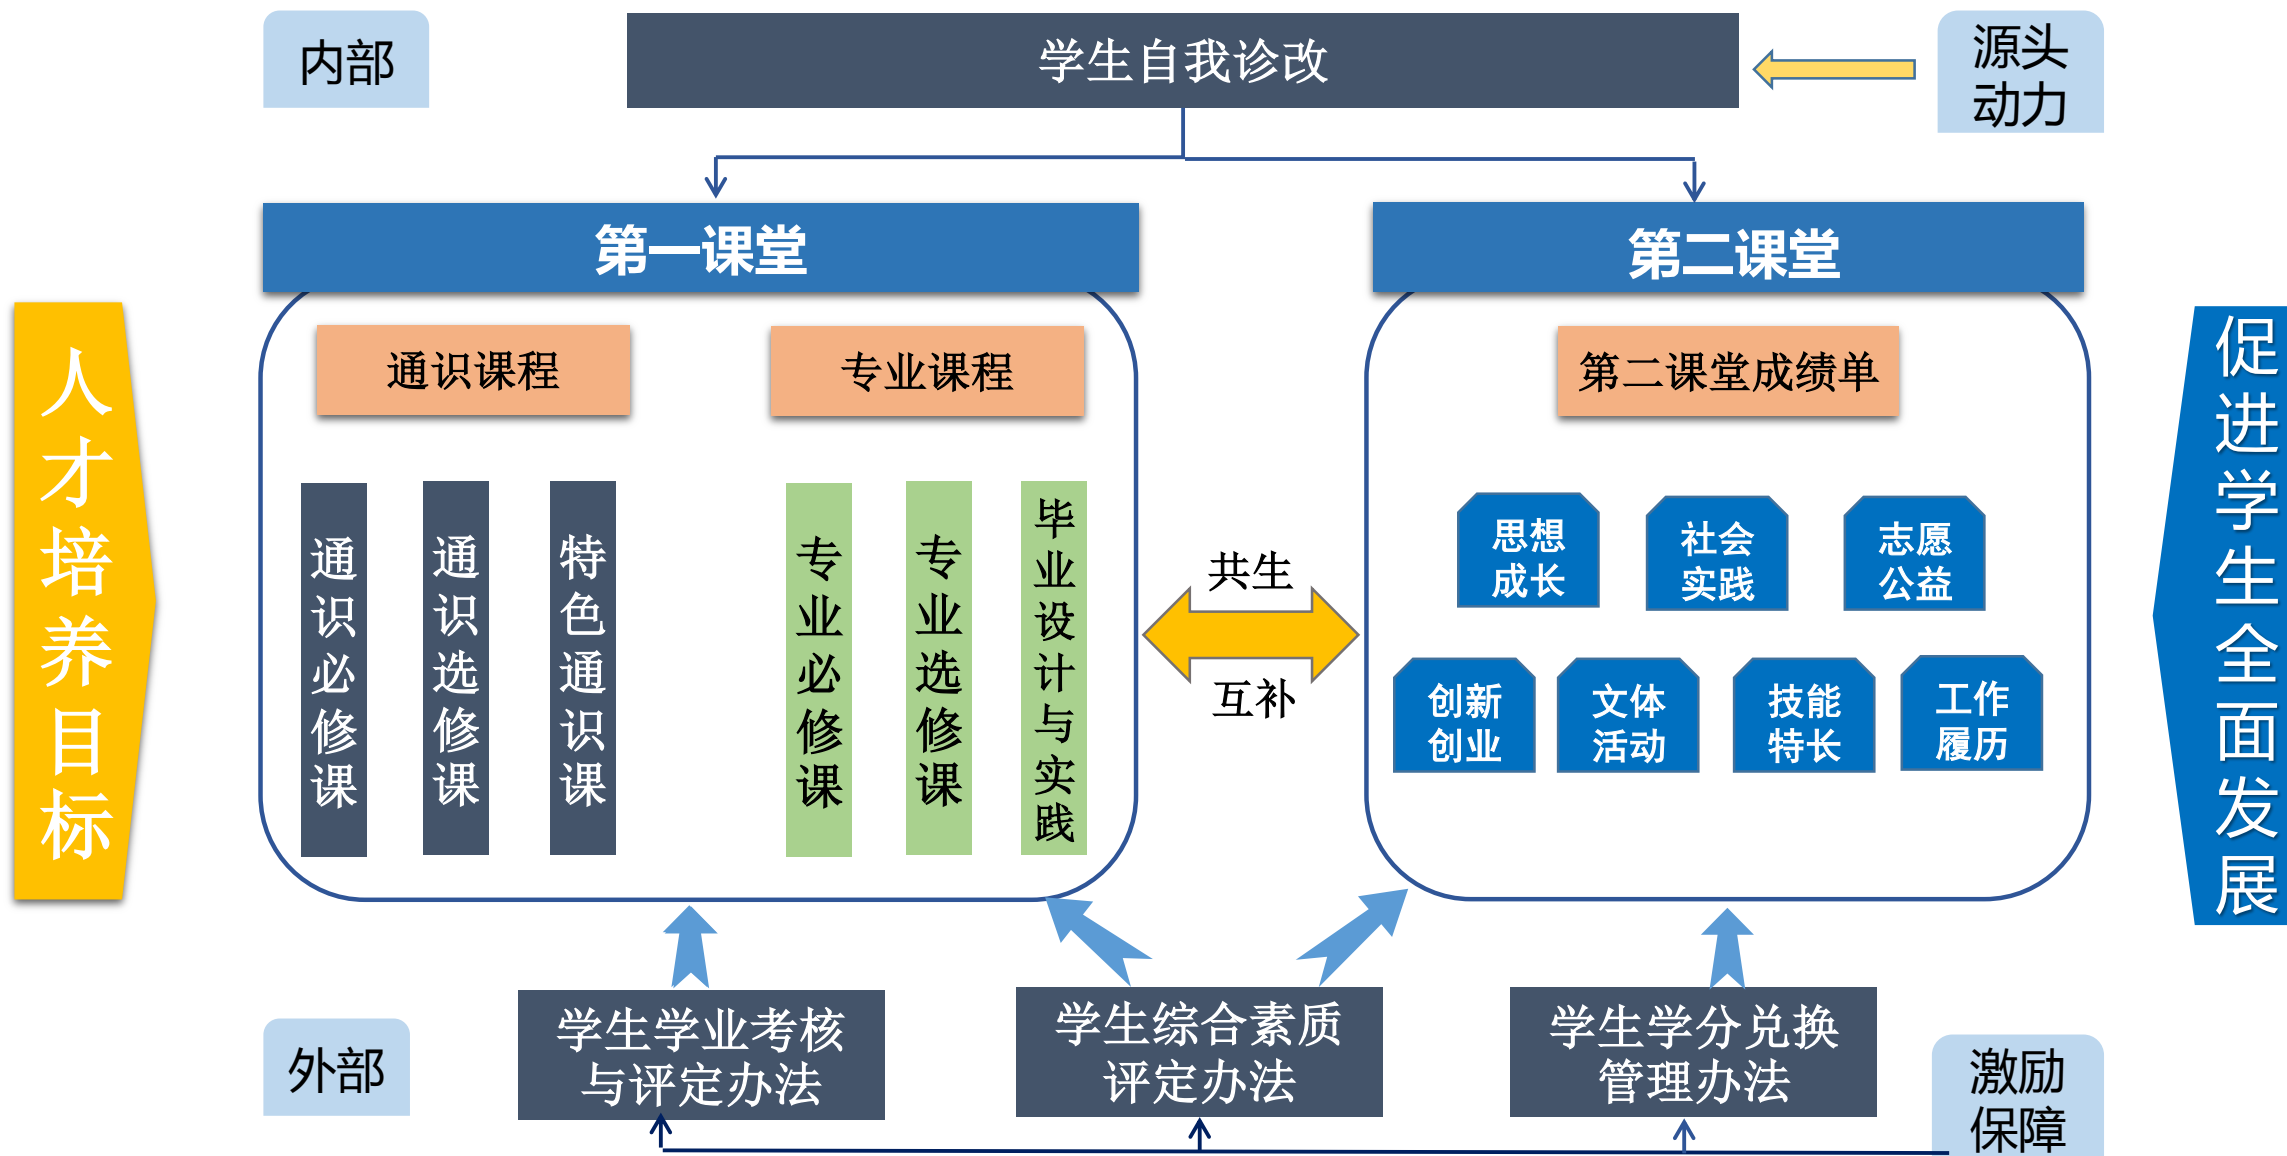 内部
学生自我诊改
源头
动力
第一课堂
第二课堂
人才培养目标
通识课程
专业课程
第二课堂成绩单
通识必修课
通识选修课
特色通识课
专业必修课
专业选修课
毕业设计与实践
共生
互补
思想
成长
社会
实践
志愿
公益
创新
创业
文体
活动
技能
特长
工作
履历
促进学生全面发展
外部
学生学业考核
与评定办法
学生综合素质
评定办法
学生学分兑换
管理办法
激励
保障